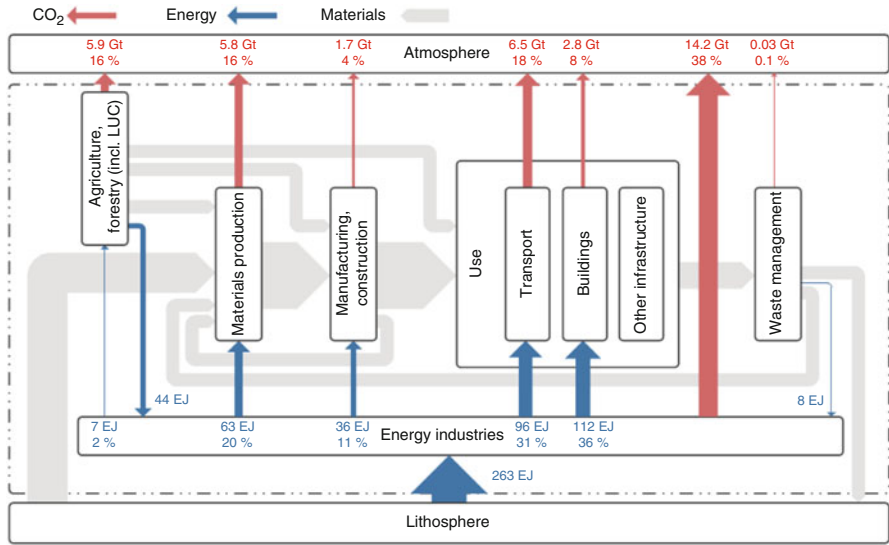 CO2 Energy Materials
5.9 Gt 5.8 Gt 1.7 Gt 6.5 Gt 2.8 Gt 14.2 Gt 0.03 Gt
Atmosphere
16 % 16 % 4 % 18 % 8 % 38 % 0.1 %
Agriculture,
forestry (incl. LUC)
Materials production
Manufacturing,
construction
Use
Transport
Buildings
Other infrastructure
Waste management
44 EJ
8 EJ
7 EJ 63 EJ 36 EJ 96 EJ 112 EJ
Energy industries
2 % 20 % 11 % 31 % 36 %
263 EJ
Lithosphere